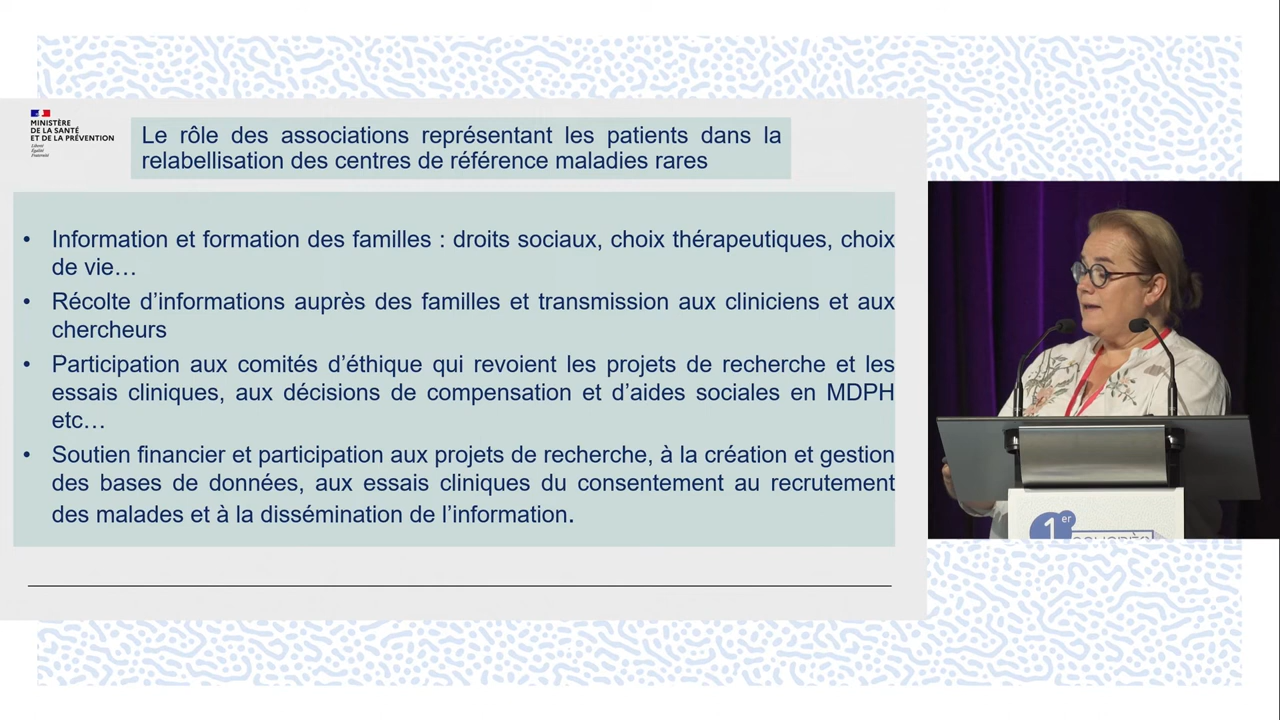 MINISTÈRE
DE LA SANTÉ
ET DE LA PRÉVENTION
Liberté
Égalité
Fraternité
Le rôle des associations représentant les patients dans la
relabellisation des centres de référence maladies rares
• Information et formation des familles : droits sociaux, choix thérapeutiques, choix
de vie…
• Récolte d’informations auprès des familles et transmission aux cliniciens et aux
chercheurs
• Participation aux comités d’éthique qui revoient les projets de recherche et les
essais cliniques, aux décisions de compensation et d’aides sociales en MDPH
etc…
• Soutien financier et participation aux projets de recherche, à la création et gestion
des bases de données, aux essais cliniques du consentement au recrutement
des malades et à la dissémination de l’information.
1er